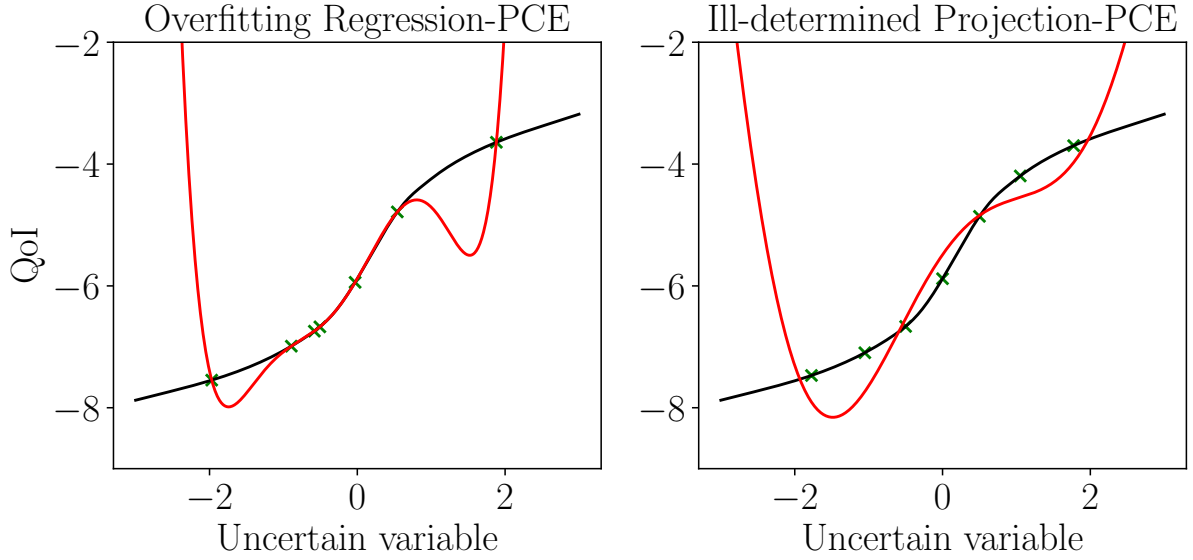 Overfitting Regression-PCE
Ill-determined Projection-PCE
−2
−4
−6
−8
QoI
−2 0 2
Uncertain variable
−2
−4
−6
−8
−2 0 2
Uncertain variable